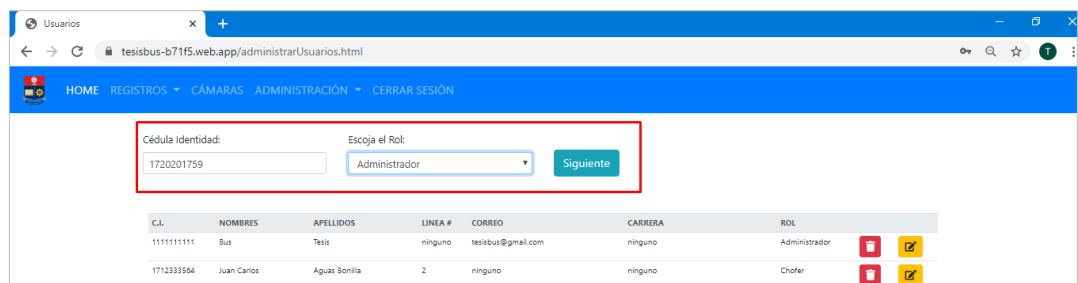 Usuarios
tesisbus-b71f5.web.app/administrarUsuarios.html
T
HOME REGISTROS CÁMARAS ADMINISTRACIÓN CERRAR SESIÓN
Cédula Identidad: Escoja el Rol:
1720201759 Administrador Siguiente
C.I. NOMBRES APELLIDOS LINEA # CORREO CARRERA ROL
1111111111 Bus Tesis ninguno tesisbus@gmail.com ninguno Administrador
1712333564 Juan Carlos Aguas Bonilla 2 ninguno ninguno Chofer